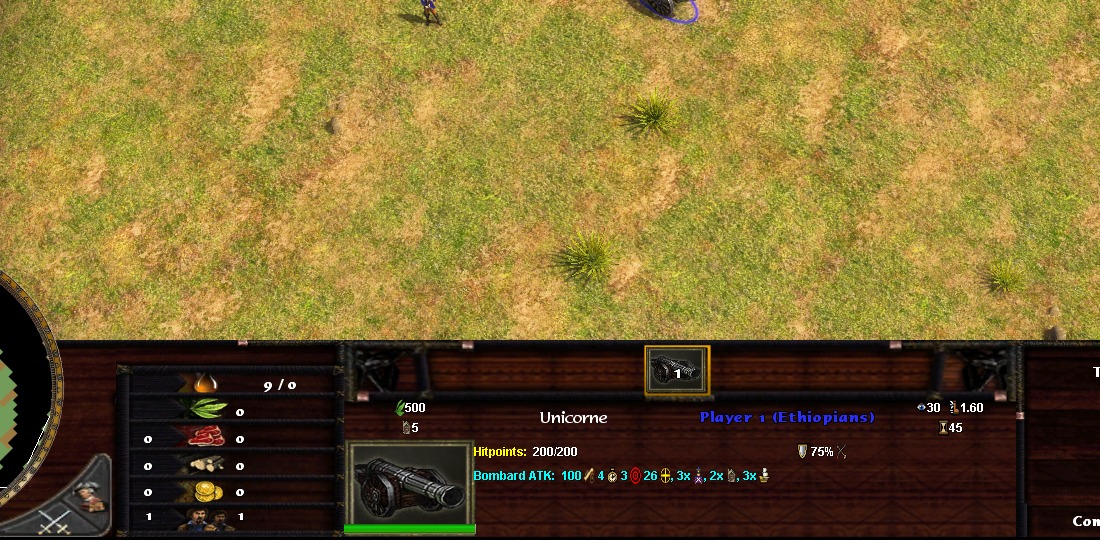 1
T
9 / 0
500
Unicorne
Player 1 (Ethiopians)
30 1.60
0
5
45
0 0
Hitpoints: 200/200
75%
0 0
Bombard ATK: 100 4 3 26 , 3x , 2x , 3x
0 0
1 1
Con